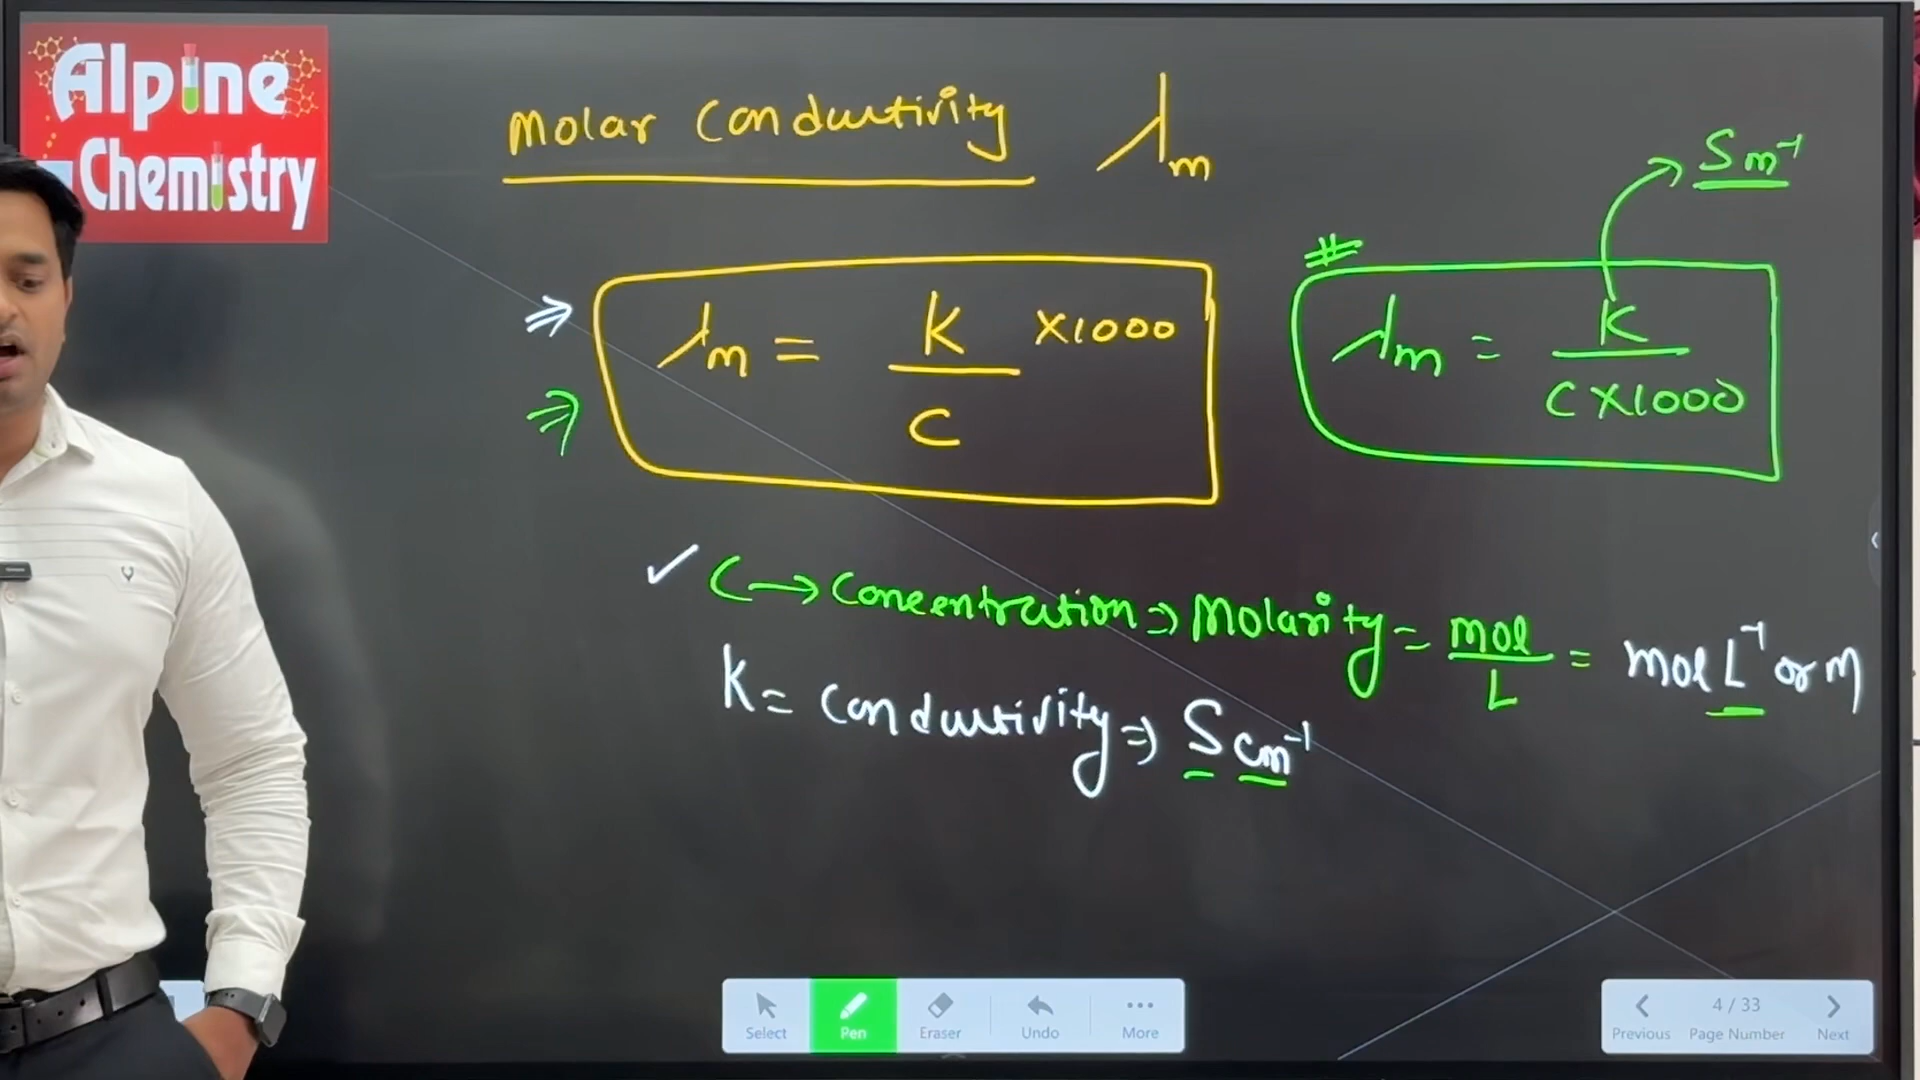 Alpine
Chemistry
Molar Conductivity λm
S m⁻¹
λm = K/C ×1000
# λm = K/(C×1000)
✓ C → Concentration ⇒ Molarity = mol/L = mol L⁻¹ or M
K = Conductivity ⇒ S cm⁻¹
Select Pen Eraser Undo More
4 / 33
Previous Page Number Next